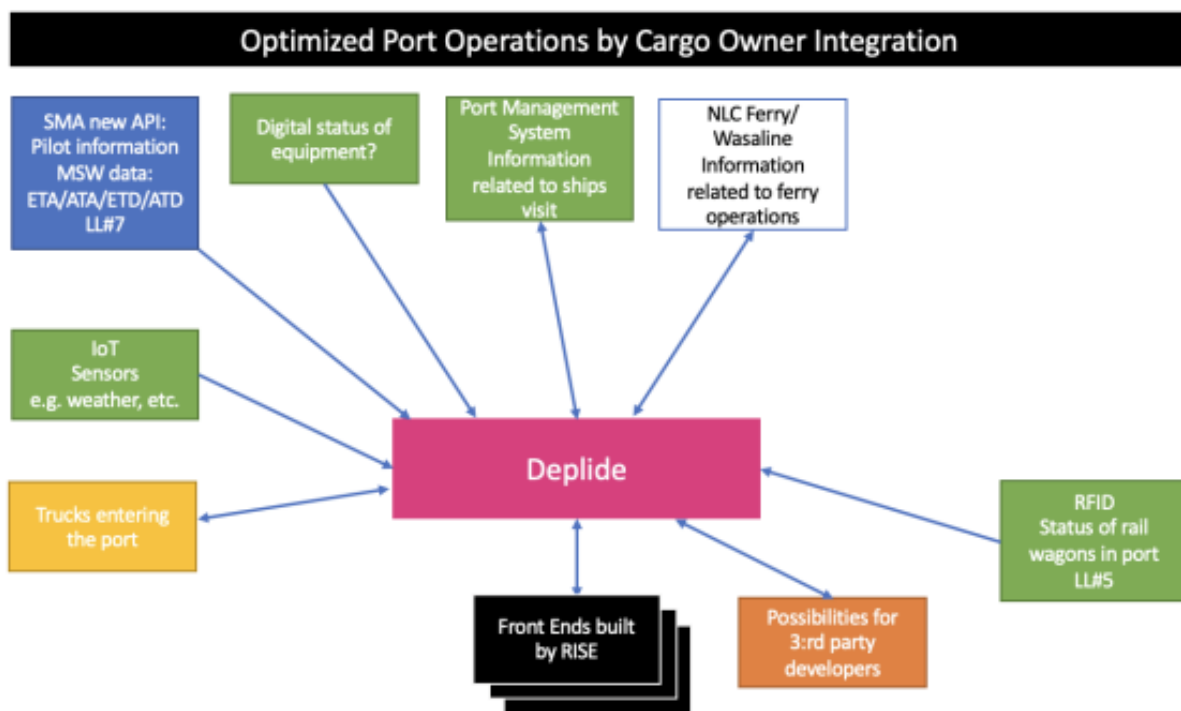 Optimized Port Operations by Cargo Owner Integration
SMA new API:
Pilot information
MSW data:
ETA/ATA/ETD/ATD
LL#7
Digital status of
equipment?
Port Management
System
Information
related to ships
visit
NLC Ferry/
Wasaline
Information
related to ferry
operations
IoT
Sensors
e.g. weather, etc.
Deplide
Trucks entering
the port
RFID
Status of rail
wagons in port
LL#5
Front Ends built
by RISE
Possibilities for
3:rd party
developers